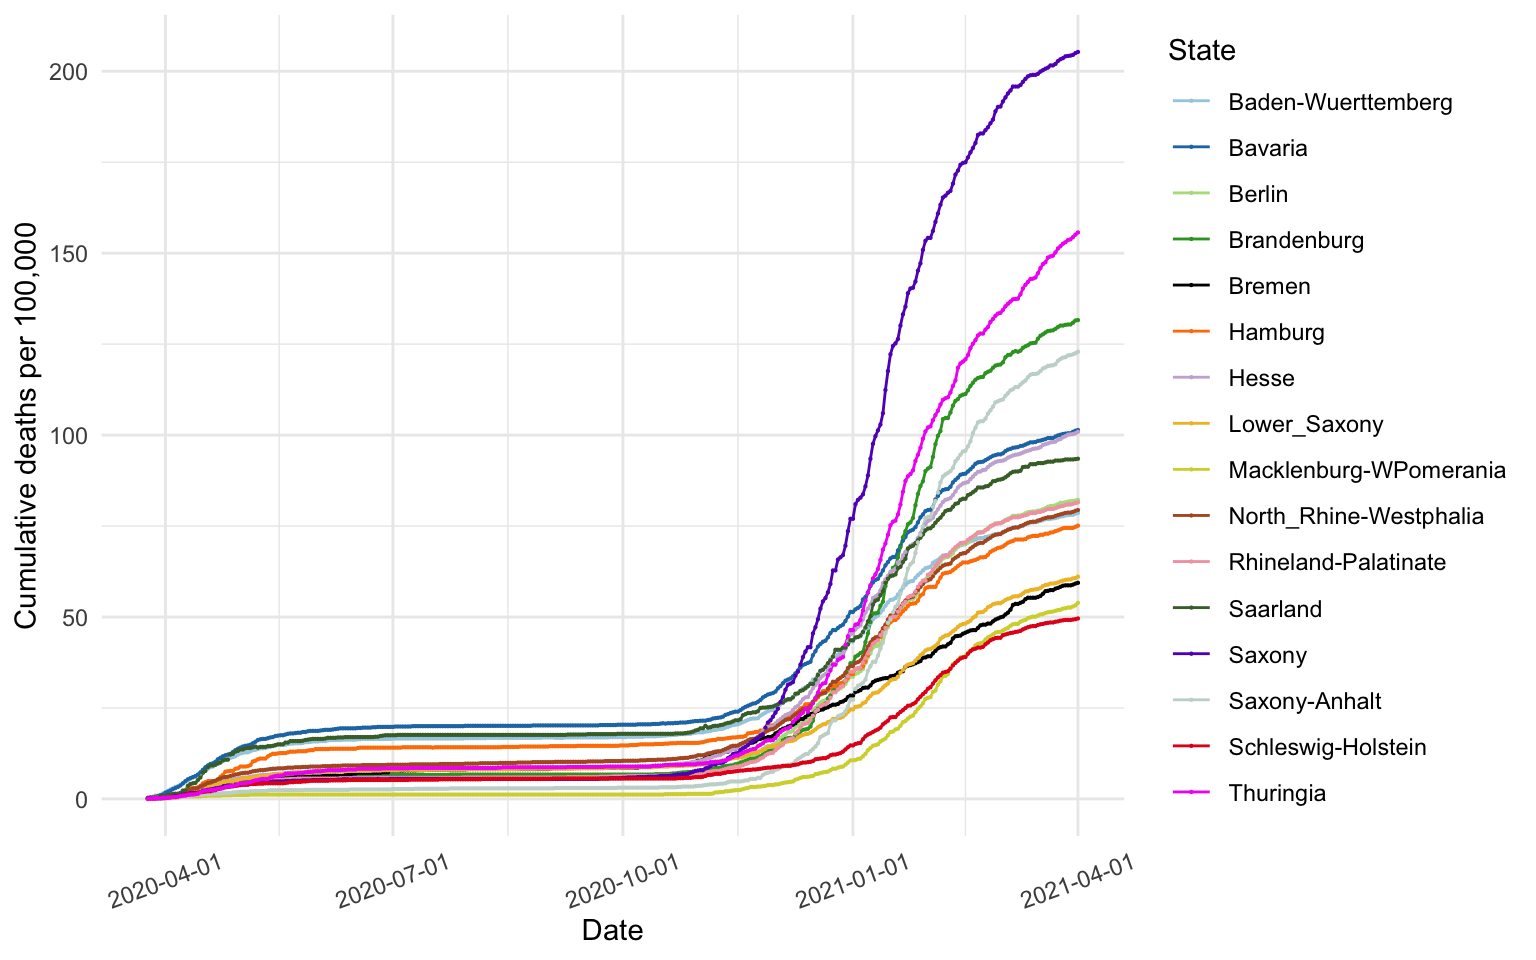 Cumulative deaths per 100,000
200
150
100
50
0
2020-04-01
2020-07-01
2020-10-01
2021-01-01
2021-04-01
Date
State
Baden-Wuerttemberg
Bavaria
Berlin
Brandenburg
Bremen
Hamburg
Hesse
Lower_Saxony
Macklenburg-WPomerania
North_Rhine-Westphalia
Rhineland-Palatinate
Saarland
Saxony
Saxony-Anhalt
Schleswig-Holstein
Thuringia